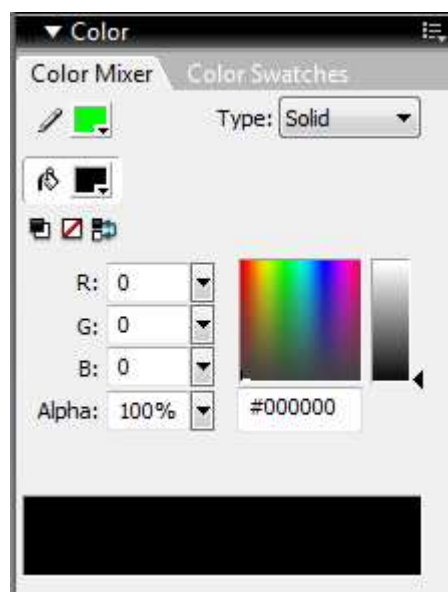 Color
Color Mixer Color Swatches
Type: Solid
R: 0
G: 0
B: 0
Alpha: 100% #000000